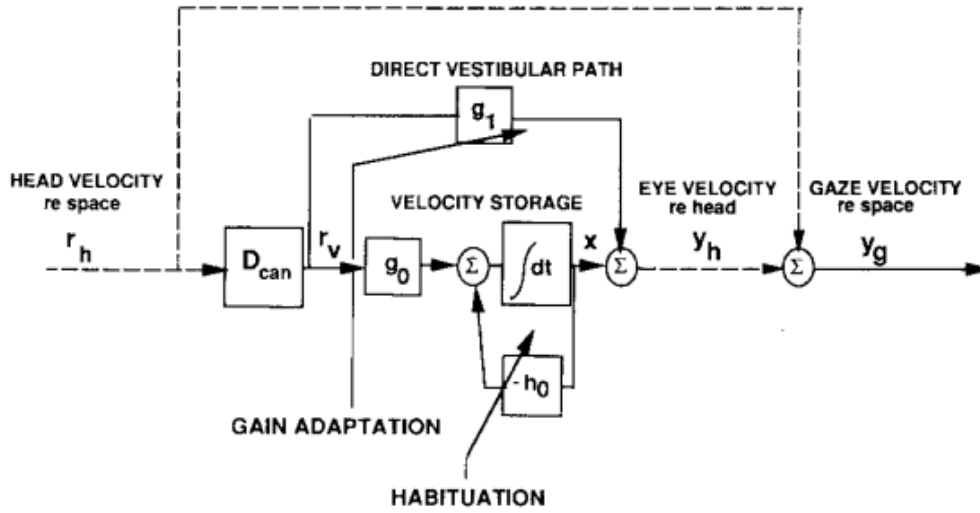 DIRECT VESTIBULAR PATH
g1
HEAD VELOCITY
re space
rh
Dcan
rv
g0
VELOCITY STORAGE
Σ
∫dt
x
Σ
EYE VELOCITY
re head
yh
Σ
GAZE VELOCITY
re space
yg
-h0
GAIN ADAPTATION
HABITUATION